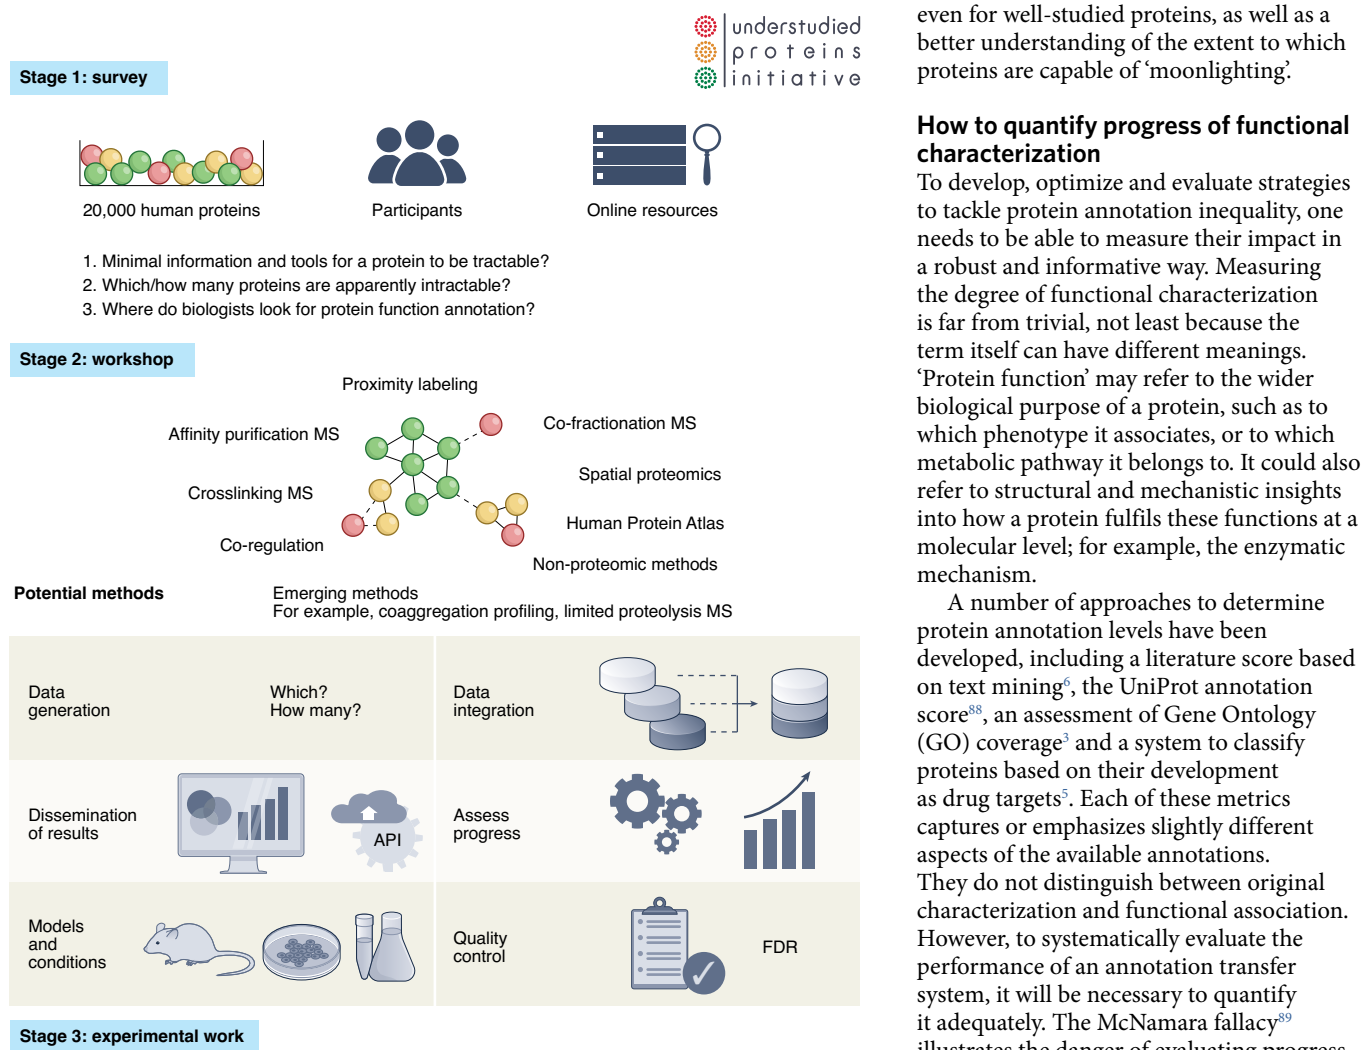 understudied
proteins
initiative
Stage 1: survey
20,000 human proteins
Participants
Online resources
1. Minimal information and tools for a protein to be tractable?
2. Which/how many proteins are apparently intractable?
3. Where do biologists look for protein function annotation?
Stage 2: workshop
Proximity labeling
Affinity purification MS
Co-fractionation MS
Spatial proteomics
Crosslinking MS
Human Protein Atlas
Co-regulation
Non-proteomic methods
Potential methods
Emerging methods
For example, coaggregation profiling, limited proteolysis MS
Data
generation
Which?
How many?
Data
integration
Dissemination
of results
API
Assess
progress
Models
and
conditions
Quality
control
FDR
Stage 3: experimental work
even for well-studied proteins, as well as a
better understanding of the extent to which
proteins are capable of ‘moonlighting’.
How to quantify progress of functional
characterization
To develop, optimize and evaluate strategies
to tackle protein annotation inequality, one
needs to be able to measure their impact in
a robust and informative way. Measuring
the degree of functional characterization
is far from trivial, not least because the
term itself can have different meanings.
‘Protein function’ may refer to the wider
biological purpose of a protein, such as to
which phenotype it associates, or to which
metabolic pathway it belongs to. It could also
refer to structural and mechanistic insights
into how a protein fulfils these functions at a
molecular level; for example, the enzymatic
mechanism.
A number of approaches to determine
protein annotation levels have been
developed, including a literature score based
on text mining6, the UniProt annotation
score88, an assessment of Gene Ontology
(GO) coverage3 and a system to classify
proteins based on their development
as drug targets5. Each of these metrics
captures or emphasizes slightly different
aspects of the available annotations.
They do not distinguish between original
characterization and functional association.
However, to systematically evaluate the
performance of an annotation transfer
system, it will be necessary to quantify
it adequately. The McNamara fallacy89
illustrates the danger of evaluating progress